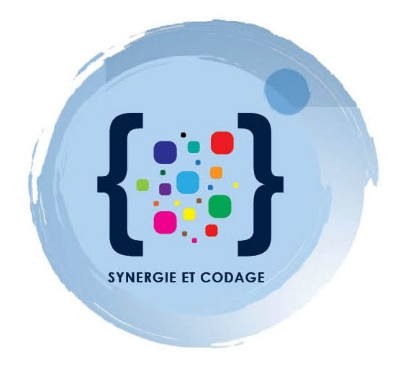 { }
SYNERGIE ET CODAGE